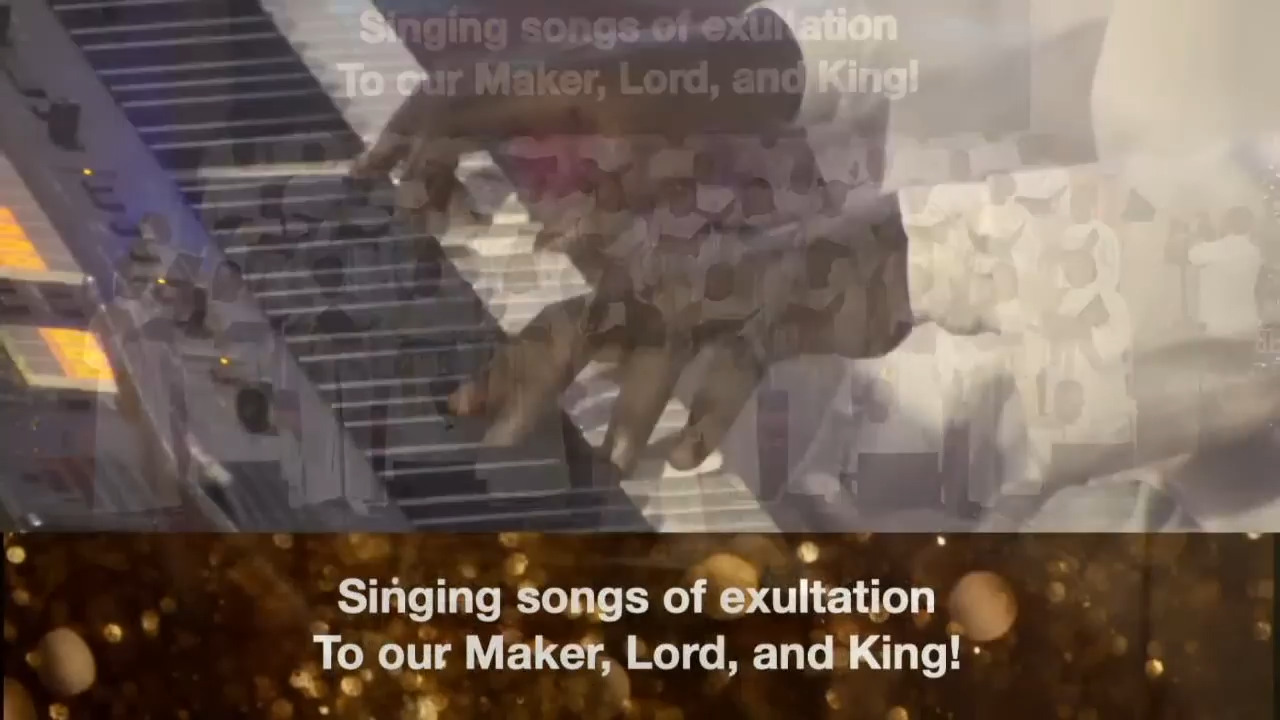 Singing songs of exultation
To our Maker, Lord, and King!
Singing songs of exultation
To our Maker, Lord, and King!